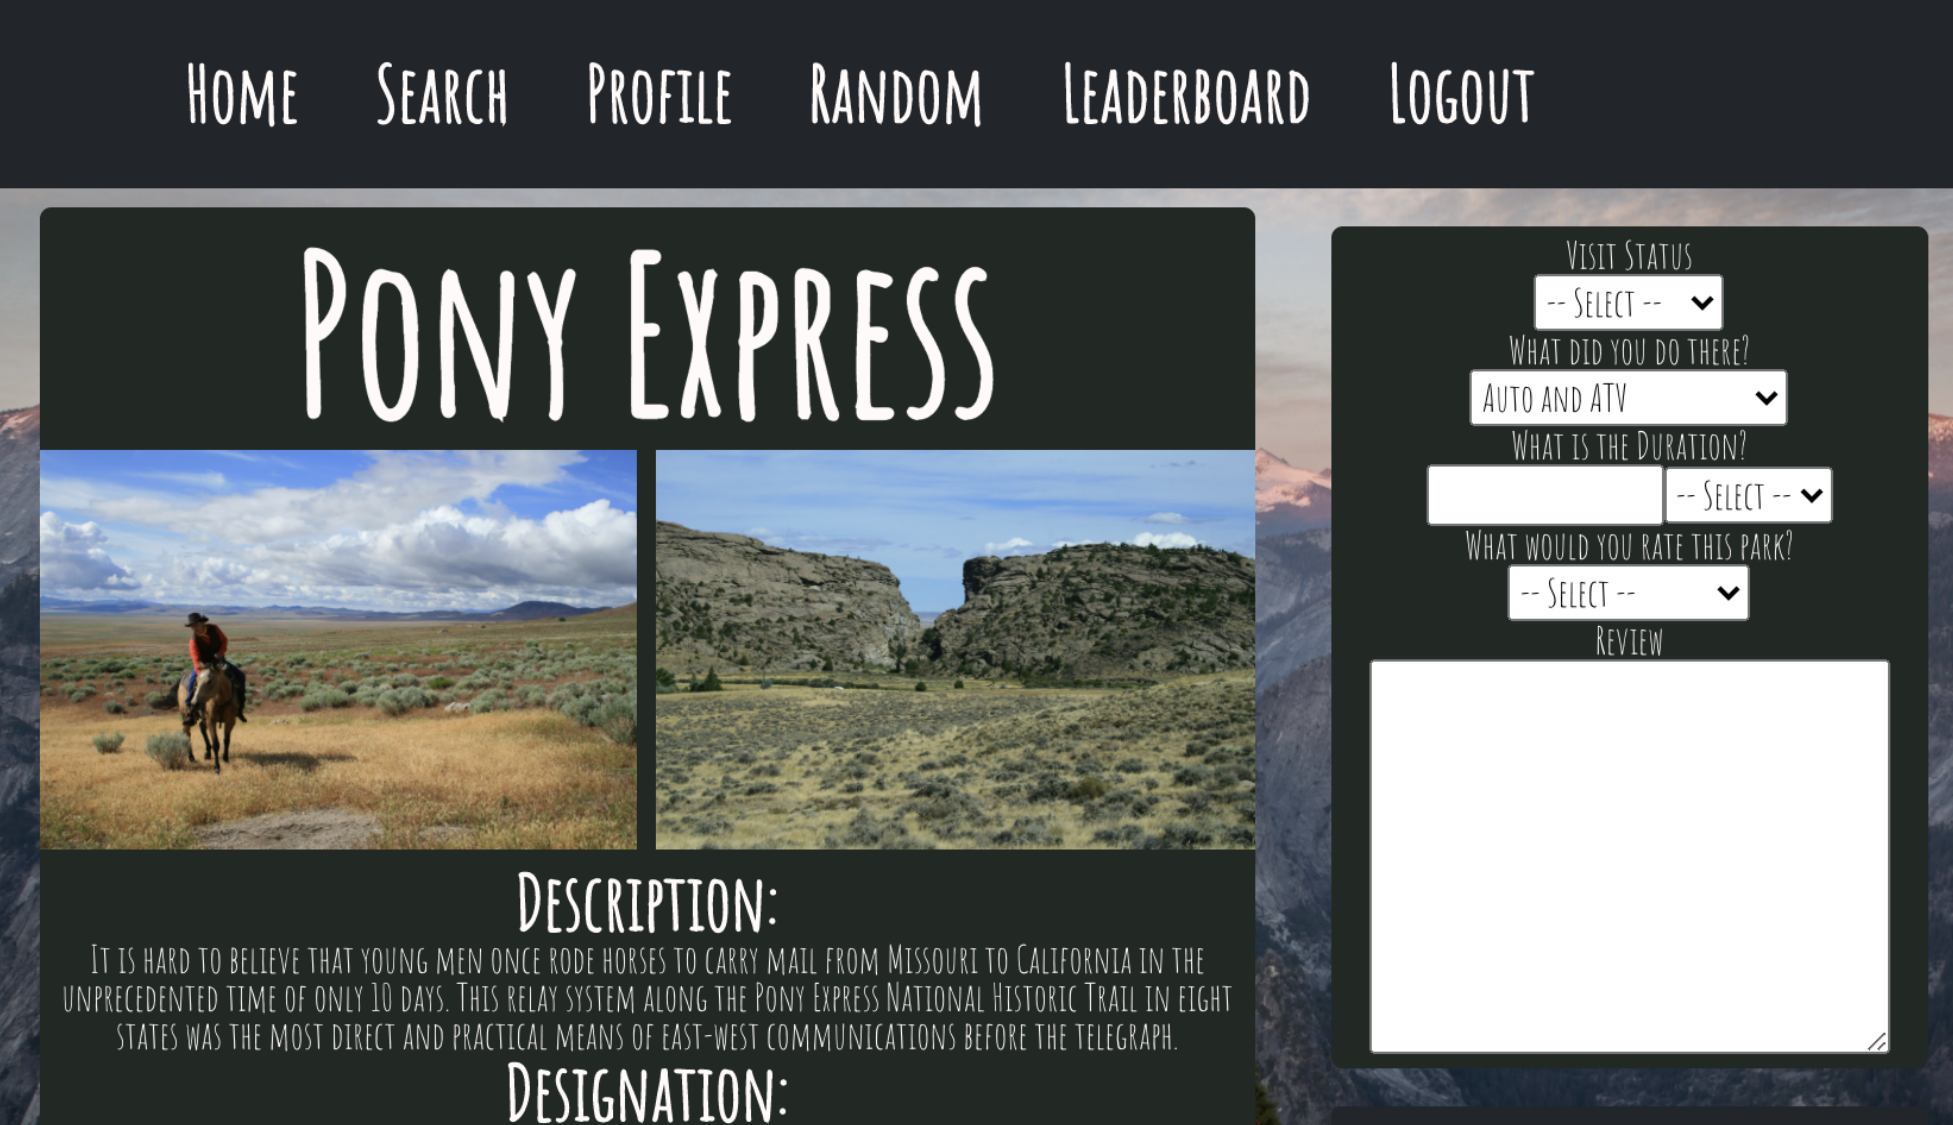 Home Search Profile Random Leaderboard Logout
Pony Express
Description:
It is hard to believe that young men once rode horses to carry mail from Missouri to California in the
unprecedented time of only 10 days. This relay system along the Pony Express National Historic Trail in eight
states was the most direct and practical means of east-west communications before the telegraph.
Designation:
Visit Status
-- Select --
What did you do there?
Auto and ATV
What is the Duration?
-- Select --
What would you rate this park?
-- Select --
Review